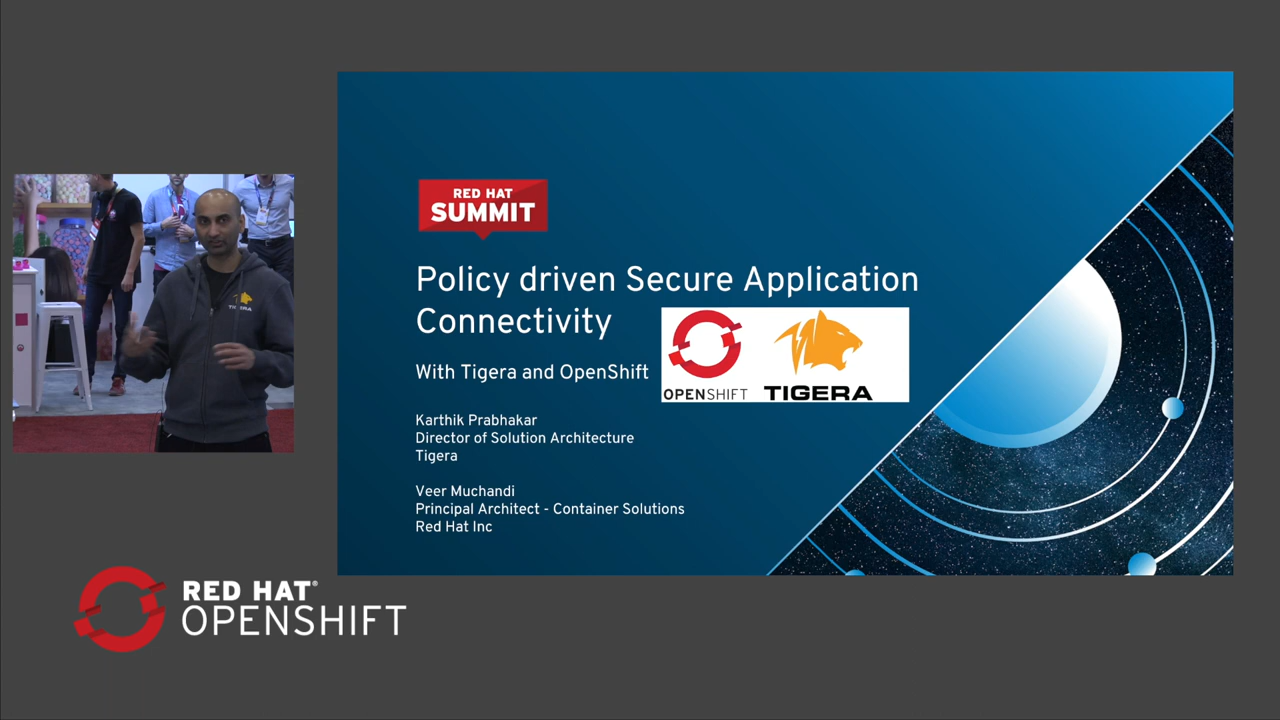 RED HAT
SUMMIT
Policy driven Secure Application
Connectivity
With Tigera and OpenShift
OPENSHIFT
TIGERA
Karthik Prabhakar
Director of Solution Architecture
Tigera
Veer Muchandi
Principal Architect - Container Solutions
Red Hat Inc
TIGERA
RED HAT®
OPENSHIFT